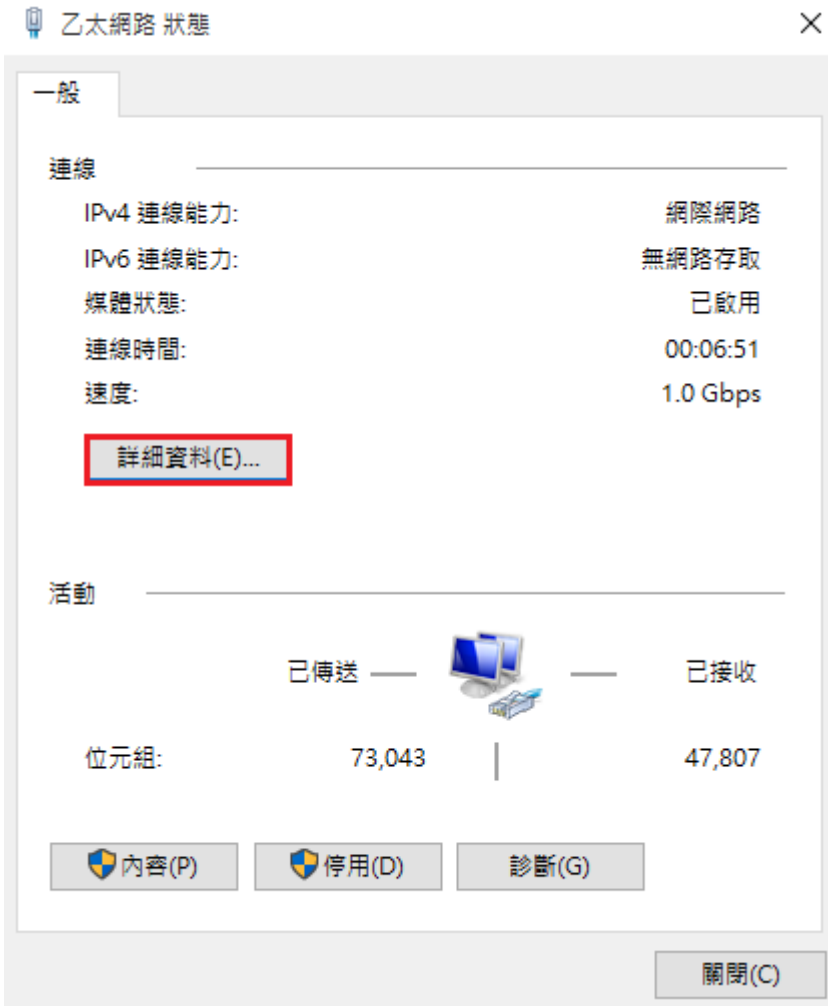 乙太網路 狀態
一般
連線
IPv4 連線能力: 網際網路
IPv6 連線能力: 無網路存取
媒體狀態: 已啟用
連線時間: 00:06:51
速度: 1.0 Gbps
詳細資料(E)...
活動
已傳送 已接收
位元組: 73,043 47,807
內容(P) 停用(D) 診斷(G)
關閉(C)